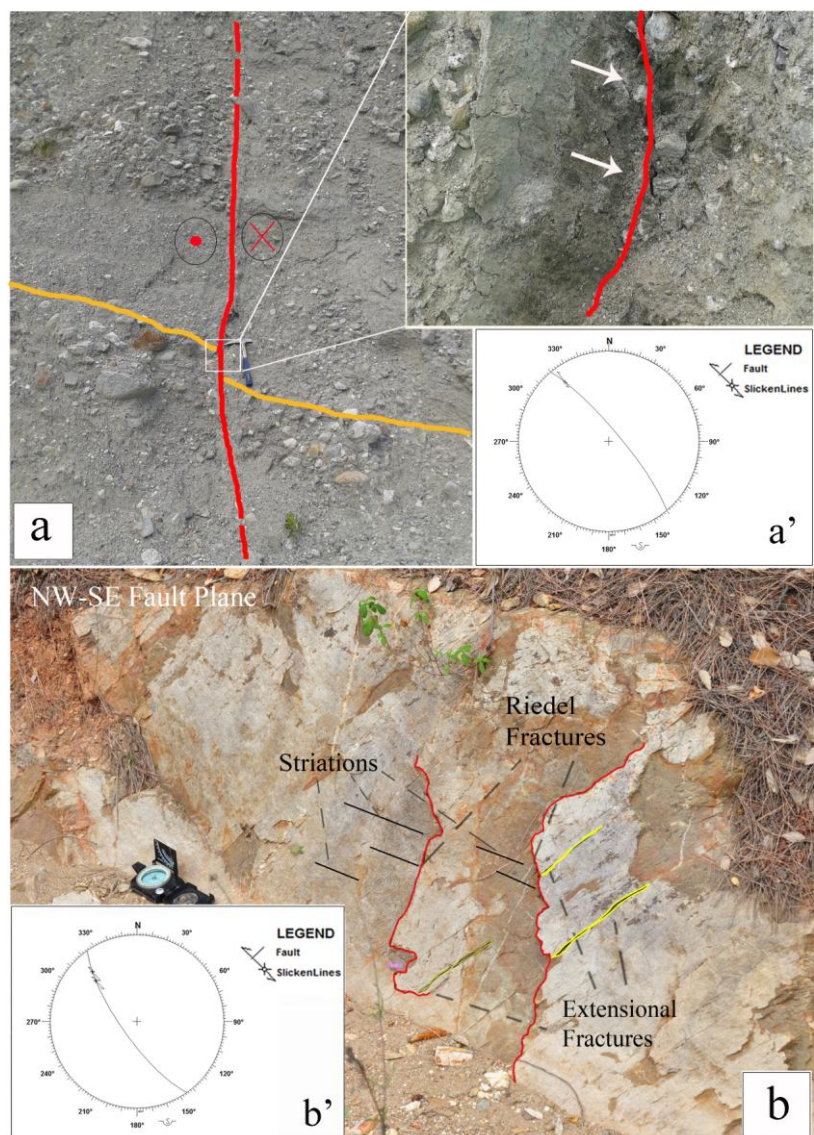 a
N
330°
30°
300°
60°
270°
90°
240°
120°
210°
150°
180°
LEGEND
Fault
SlickenLines
a’
NW-SE Fault Plane
Riedel
Fractures
Striations
Extensional
Fractures
N
330°
30°
300°
60°
270°
90°
240°
120°
210°
150°
180°
LEGEND
Fault
SlickenLines
b’
b